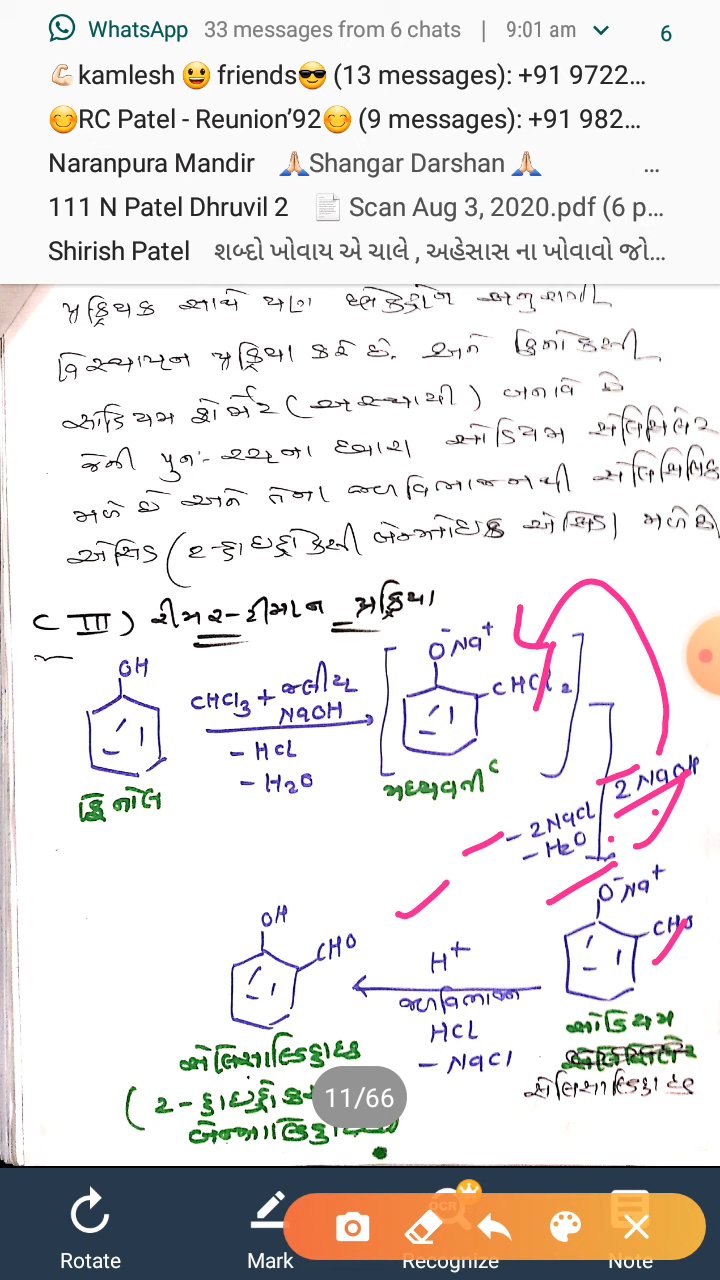 WhatsApp 33 messages from 6 chats | 9:01 am 6
💪🏻 kamlesh 😃 friends😎 (13 messages): +91 9722...
😊RC Patel - Reunion'92😊 (9 messages): +91 982...
Naranpura Mandir 🙏🏻Shangar Darshan 🙏🏻 ...
111 N Patel Dhruvil 2 📄 Scan Aug 3, 2020.pdf (6 p...
Shirish Patel શબ્દો ખોવાય એ ચાલે , અહેસાસ ના ખોવાવો જો...
પ્રક્રિયક સાથે પણ ઇલેક્ટ્રોન અનુરાગી
વિસ્થાપન પ્રક્રિયા કરે છે. અને ફિનોક્સી
સોડિયમ ફોર્મેટ (અસ્થાયી) બનાવે છે
જેની પુન:રચના દ્વારા સોડિયમ સેલિસિલેટ
મળે છે અને તેના જળવિભાજનથી સેલિસિલિક
એસિડ (2-હાઇડ્રોક્સી બેન્ઝોઇક એસિડ) મળે છે
(III) રીમર-ટીમાન પ્રક્રિયા
OH
CHCl3 + જલીય NaOH
- HCl
- H2O
O⁻Na⁺
CHCl2
ફિનોલ
મધ્યવર્તી
2 NaOH
- 2NaCl
- H2O
O⁻Na⁺
CHO
OH
CHO
H⁺
જળવિભાજન
HCl
- NaCl
સોડિયમ
સેલિસાલ્ડિહાઇડ
સેલિસાલ્ડિહાઇડ
(2-હાઇડ્રોક્સ
બેન્ઝાલ્ડિહાઇ
11/66
Rotate Mark Recognize Note
OCR